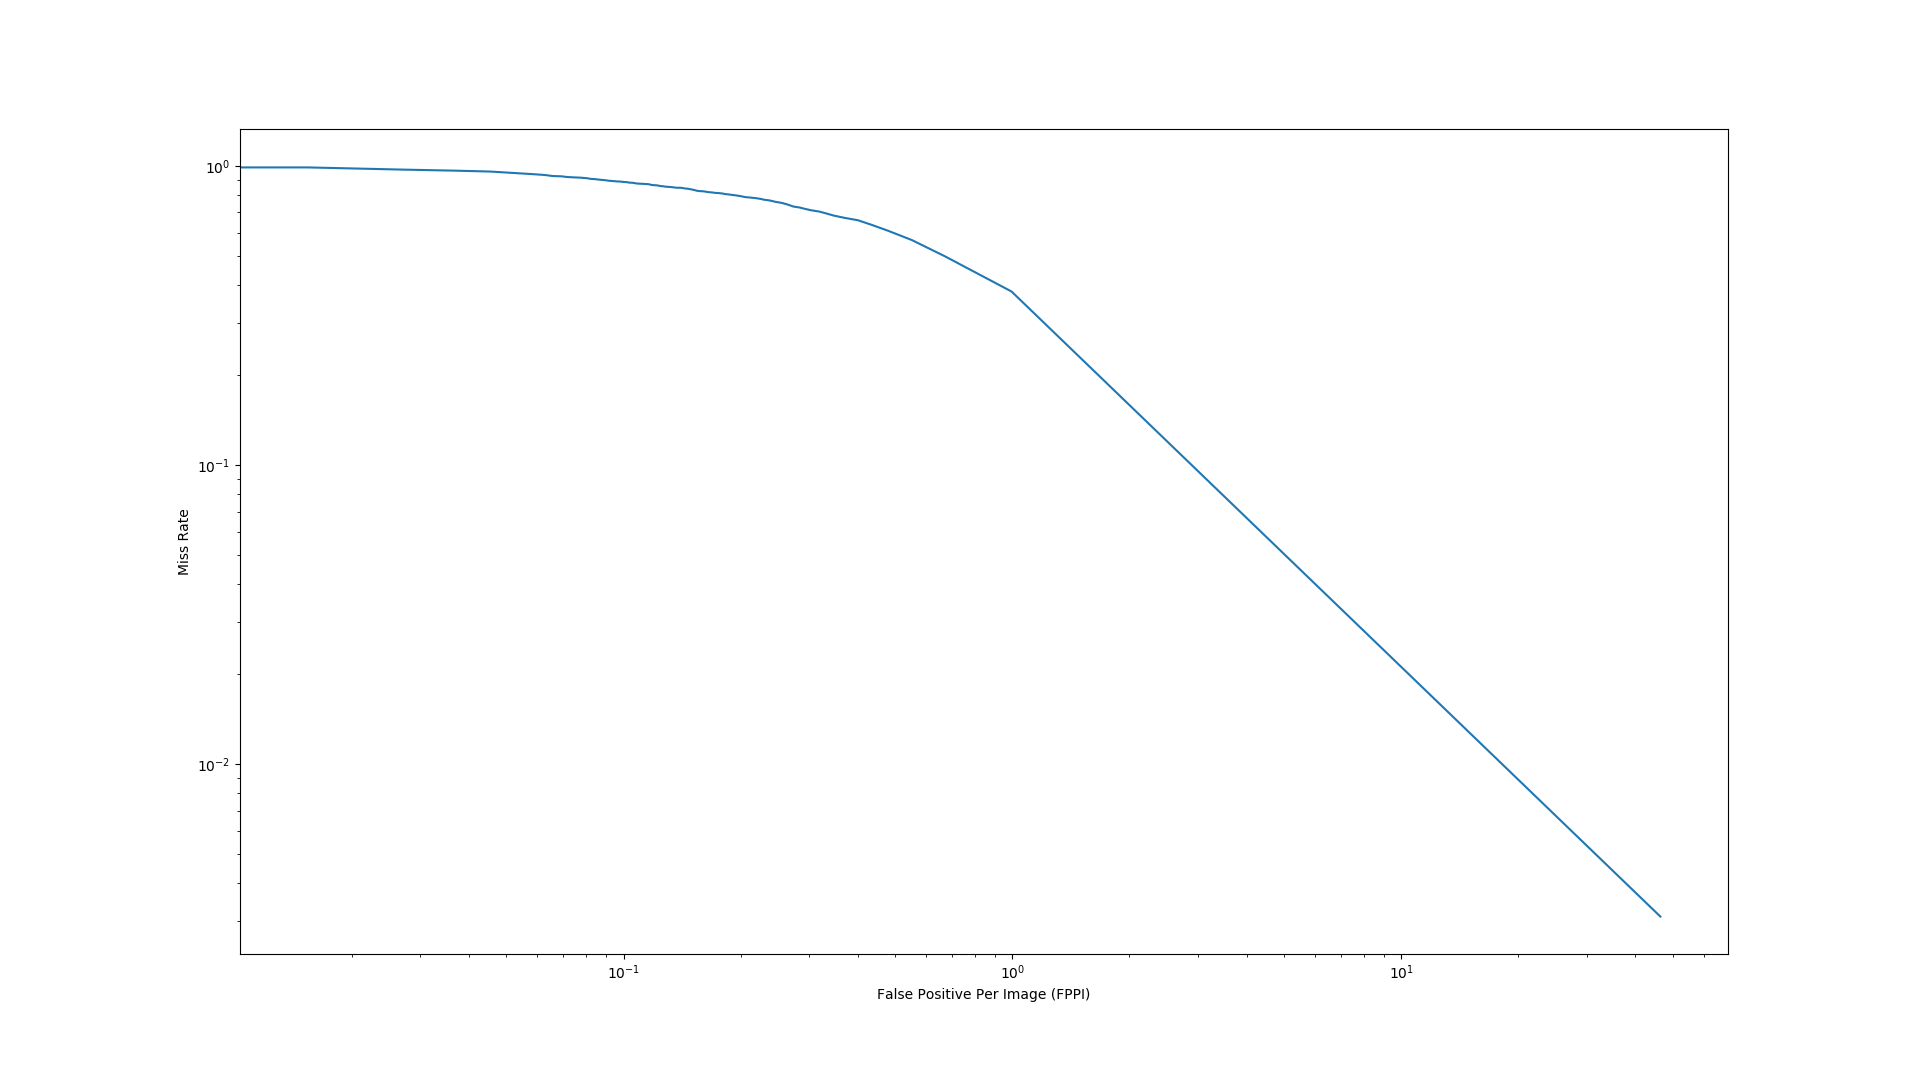 10⁰
10⁻¹
10⁻²
Miss Rate
10⁻¹ 10⁰ 10¹
False Positive Per Image (FPPI)